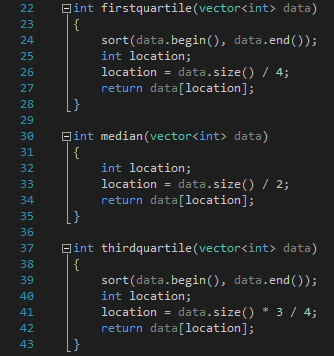 22 int firstquartile(vector<int> data)
23 {
24 sort(data.begin(), data.end());
25 int location;
26 location = data.size() / 4;
27 return data[location];
28 }
29
30 int median(vector<int> data)
31 {
32 int location;
33 location = data.size() / 2;
34 return data[location];
35 }
36
37 int thirdquartile(vector<int> data)
38 {
39 sort(data.begin(), data.end());
40 int location;
41 location = data.size() * 3 / 4;
42 return data[location];
43 }